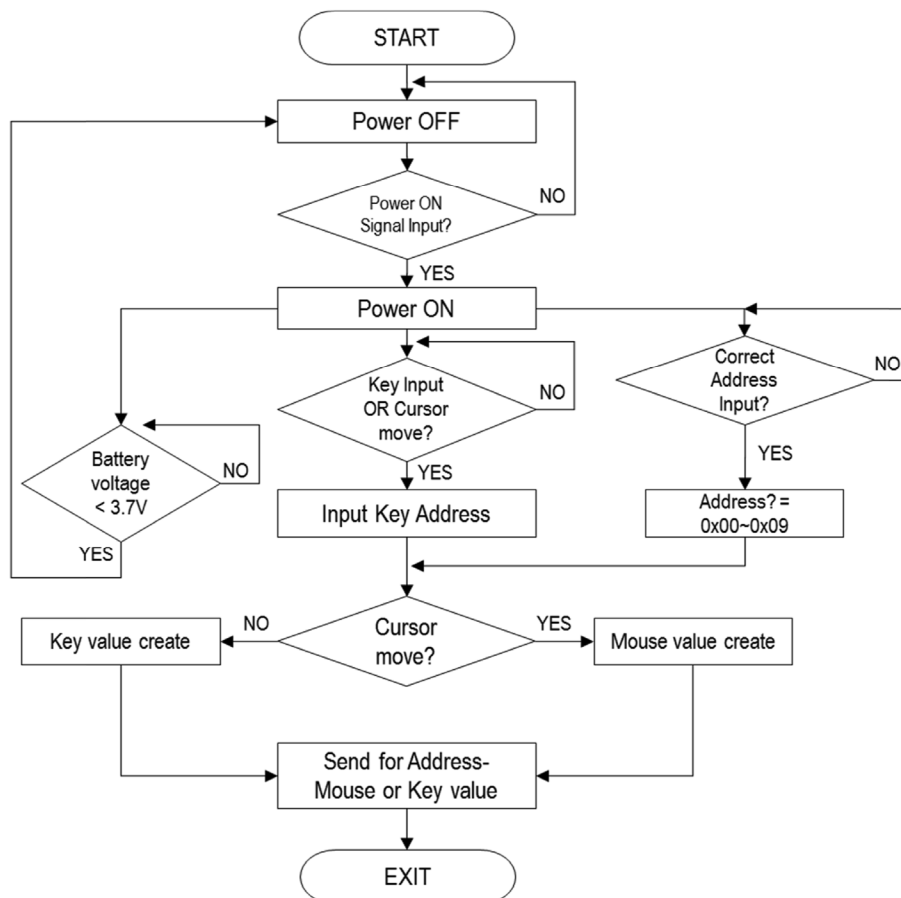 START
Power OFF
Power ON
Signal Input?
NO
YES
Power ON
Key Input
OR Cursor
move?
NO
YES
Correct
Address
Input?
NO
YES
Battery
voltage
< 3.7V
NO
YES
Input Key Address
Address? =
0x00~0x09
Cursor
move?
NO
YES
Key value create
Mouse value create
Send for Address-
Mouse or Key value
EXIT